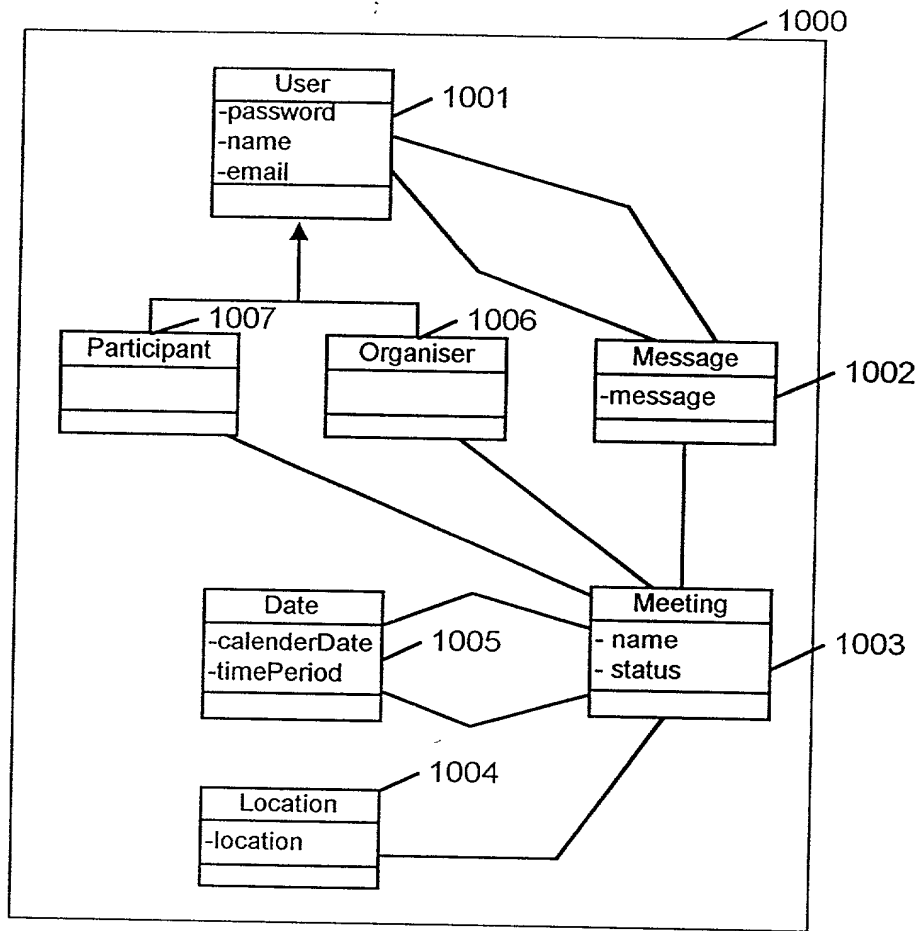 1000
User
1001
-password
-name
-email
1007
1006
Participant
Organiser
Message
1002
-message
Date
Meeting
-calenderDate
1005
- name
1003
-timePeriod
- status
1004
Location
-location